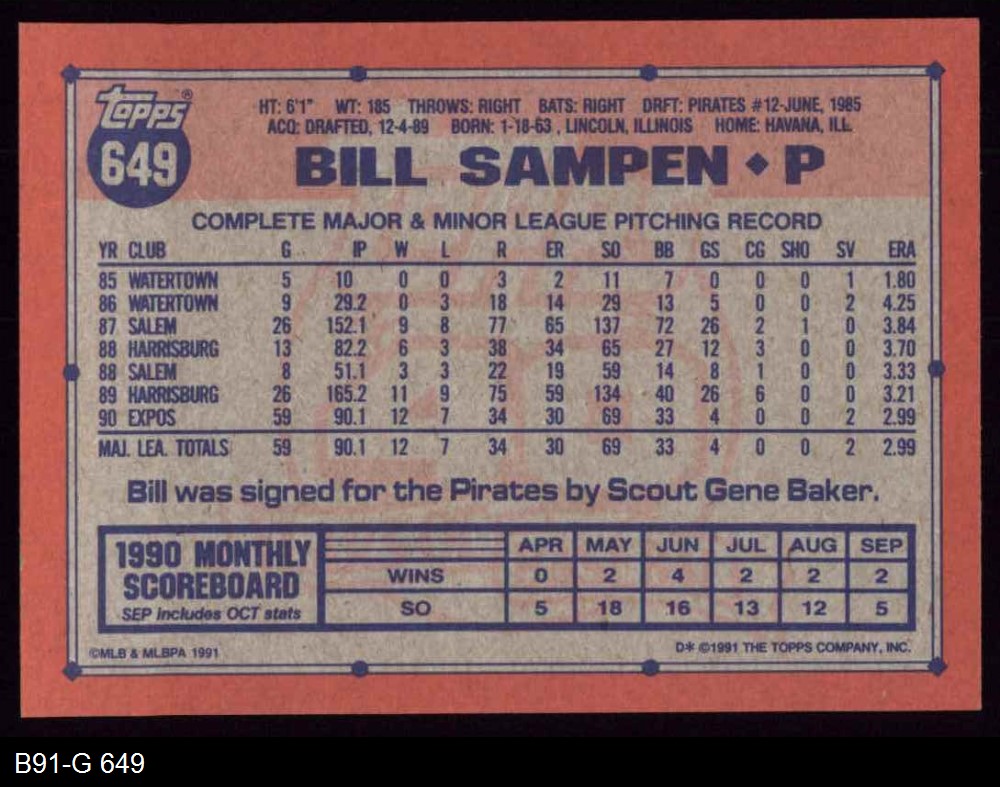 Topps®
649
HT: 6'1" WT: 185 THROWS: RIGHT BATS: RIGHT DRFT: PIRATES #12-JUNE, 1985
ACQ: DRAFTED, 12-4-89 BORN: 1-18-63, LINCOLN, ILLINOIS HOME: HAVANA, ILL.
BILL SAMPEN ◆ P
COMPLETE MAJOR & MINOR LEAGUE PITCHING RECORD
YR CLUB G IP W L R ER SO BB GS CG SHO SV ERA
85 WATERTOWN 5 10 0 0 3 2 11 7 0 0 0 1 1.80
86 WATERTOWN 9 29.2 0 3 18 14 29 13 5 0 0 2 4.25
87 SALEM 26 152.1 9 8 77 65 137 72 26 2 1 0 3.84
88 HARRISBURG 13 82.2 6 3 38 34 65 27 12 3 0 0 3.70
88 SALEM 8 51.1 3 3 22 19 59 14 8 1 0 0 3.33
89 HARRISBURG 26 165.2 11 9 75 59 134 40 26 6 0 0 3.21
90 EXPOS 59 90.1 12 7 34 30 69 33 4 0 0 2 2.99
MAJ. LEA. TOTALS 59 90.1 12 7 34 30 69 33 4 0 0 2 2.99
Bill was signed for the Pirates by Scout Gene Baker.
1990 MONTHLY
SCOREBOARD
SEP includes OCT stats
APR MAY JUN JUL AUG SEP
WINS 0 2 4 2 2 2
SO 5 18 16 13 12 5
©MLB & MLBPA 1991
D* ©1991 THE TOPPS COMPANY, INC.
B91-G 649